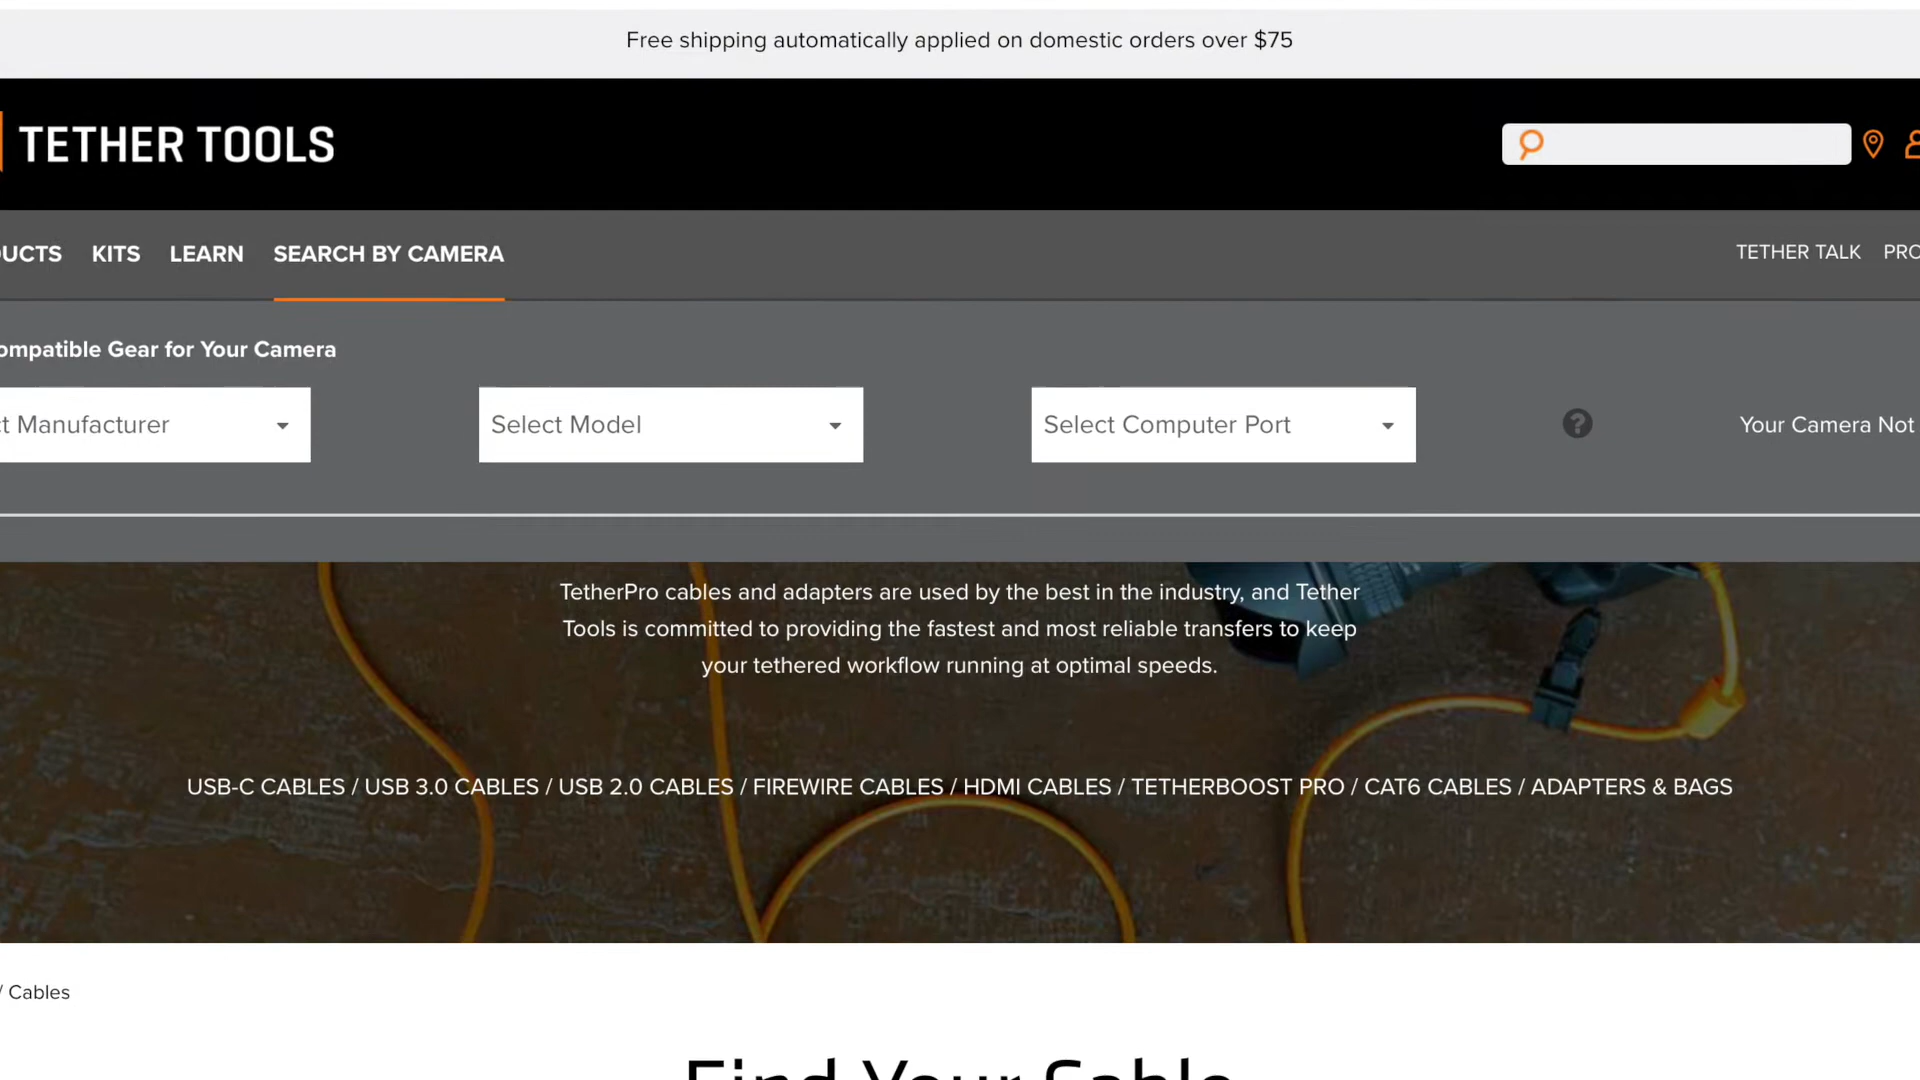 Free shipping automatically applied on domestic orders over $75
TETHER TOOLS
UCTS KITS LEARN SEARCH BY CAMERA TETHER TALK PRO
ompatible Gear for Your Camera
t Manufacturer Select Model Select Computer Port ? Your Camera Not
TetherPro cables and adapters are used by the best in the industry, and Tether
Tools is committed to providing the fastest and most reliable transfers to keep
your tethered workflow running at optimal speeds.
USB-C CABLES / USB 3.0 CABLES / USB 2.0 CABLES / FIREWIRE CABLES / HDMI CABLES / TETHERBOOST PRO / CAT6 CABLES / ADAPTERS & BAGS
/ Cables
Find Your Cable